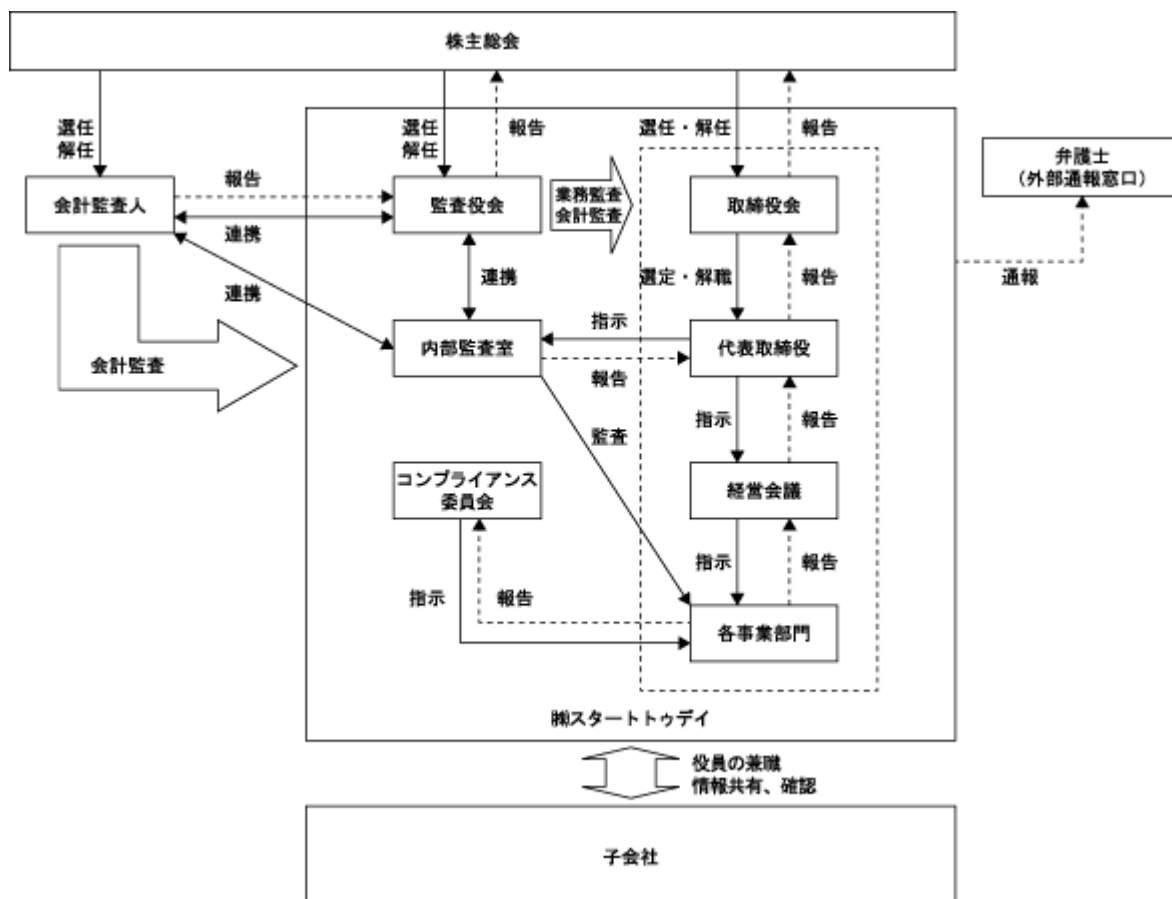 株主総会
選任
解任
選任
解任
報告
選任・解任
報告
弁護士
（外部通報窓口）
会計監査人
報告
監査役会
業務監査
会計監査
取締役会
連携
連携
連携
選定・解職
報告
通報
会計監査
内部監査室
指示
報告
代表取締役
監査
指示
報告
コンプライアンス
委員会
経営会議
指示
報告
指示
報告
各事業部門
㈱スタートトゥデイ
役員の兼職
情報共有、確認
子会社